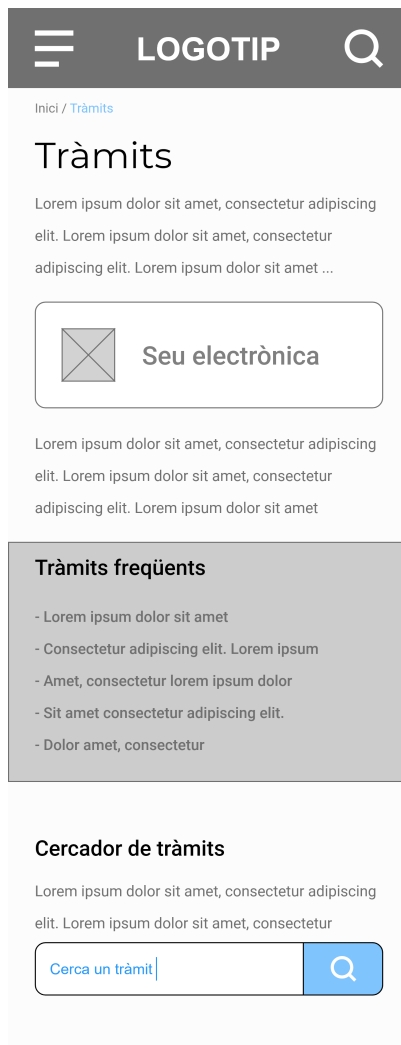 LOGOTIP
Inici / Tràmits
Tràmits
Lorem ipsum dolor sit amet, consectetur adipiscing
elit. Lorem ipsum dolor sit amet, consectetur
adipiscing elit. Lorem ipsum dolor sit amet ...
Seu electrònica
Lorem ipsum dolor sit amet, consectetur adipiscing
elit. Lorem ipsum dolor sit amet, consectetur
adipiscing elit. Lorem ipsum dolor sit amet
Tràmits freqüents
- Lorem ipsum dolor sit amet
- Consectetur adipiscing elit. Lorem ipsum
- Amet, consectetur lorem ipsum dolor
- Sit amet consectetur adipiscing elit.
- Dolor amet, consectetur
Cercador de tràmits
Lorem ipsum dolor sit amet, consectetur adipiscing
elit. Lorem ipsum dolor sit amet, consectetur
Cerca un tràmit